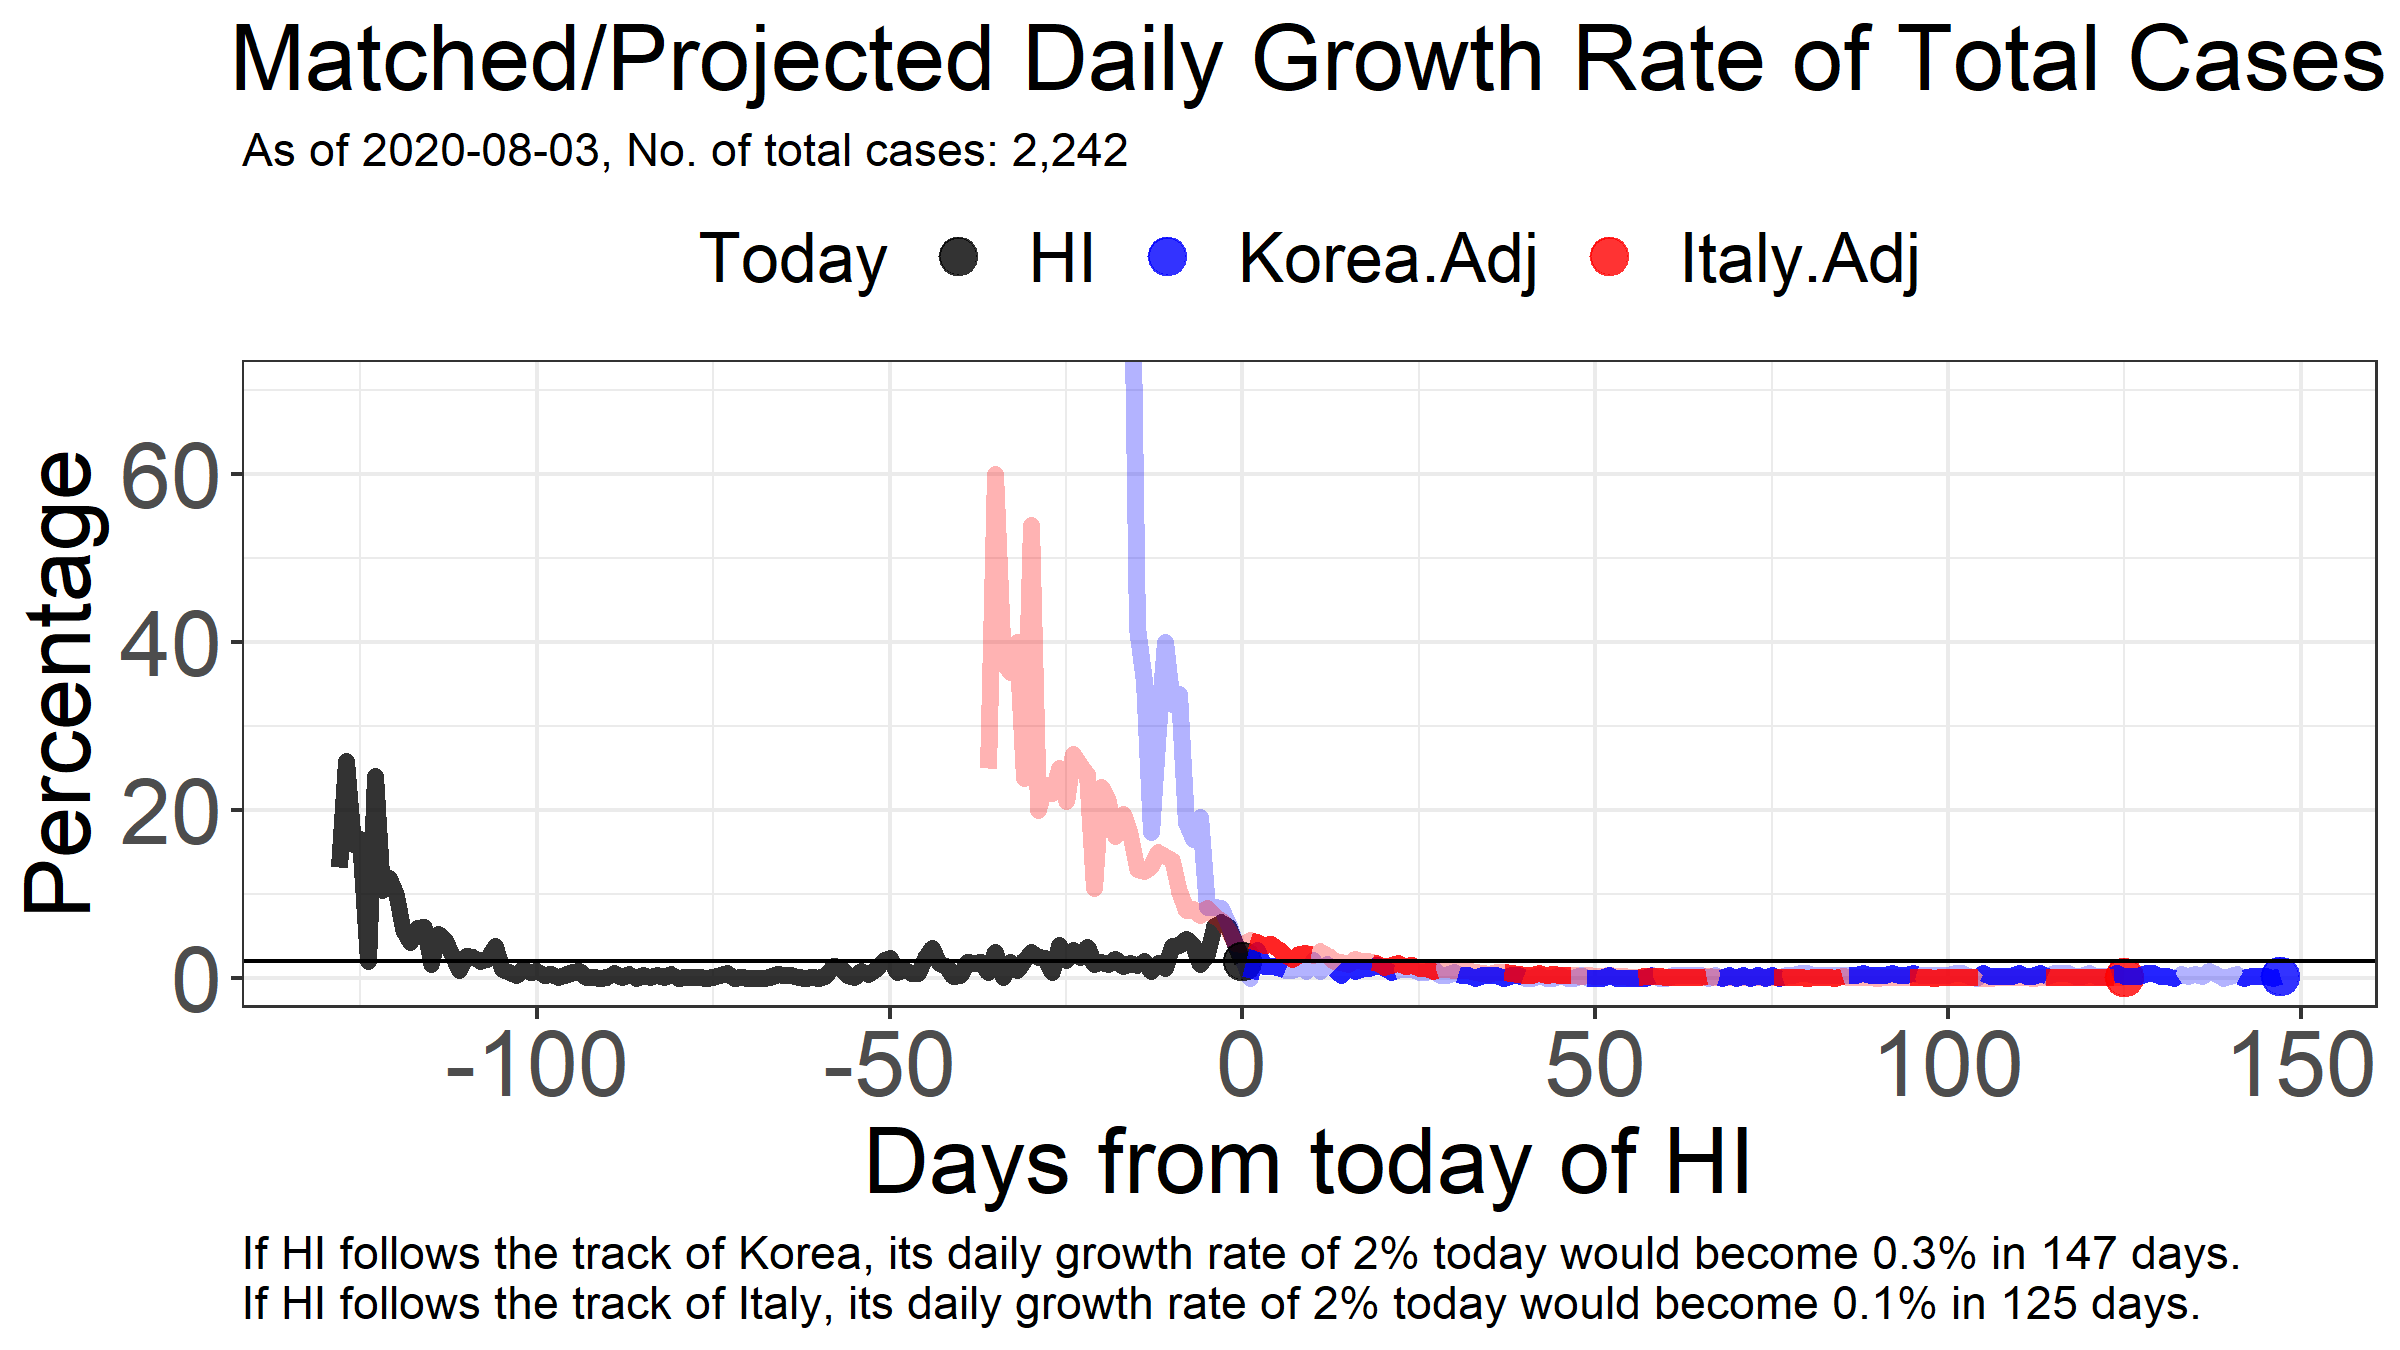 Matched/Projected Daily Growth Rate of Total Cases
As of 2020-08-03, No. of total cases: 2,242
Today HI Korea.Adj Italy.Adj
Percentage
60
40
20
0
-100 -50 0 50 100 150
Days from today of HI
If HI follows the track of Korea, its daily growth rate of 2% today would become 0.3% in 147 days.
If HI follows the track of Italy, its daily growth rate of 2% today would become 0.1% in 125 days.